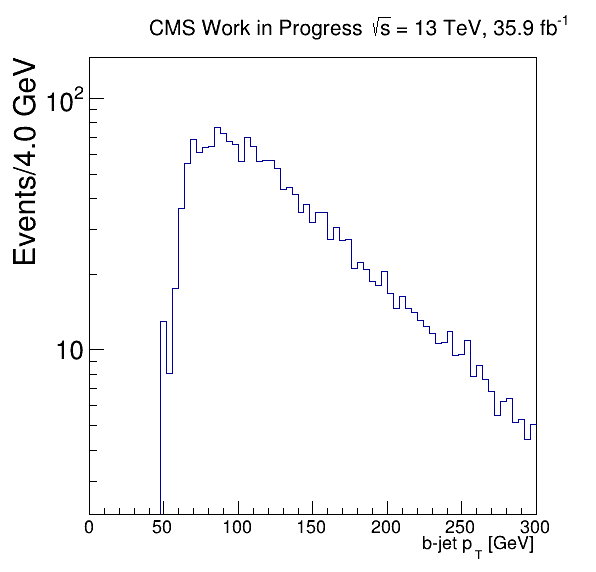 CMS Work in Progress √s = 13 TeV, 35.9 fb⁻¹
Events/4.0 GeV
10²
10
0 50 100 150 200 250 300
b-jet p_T [GeV]